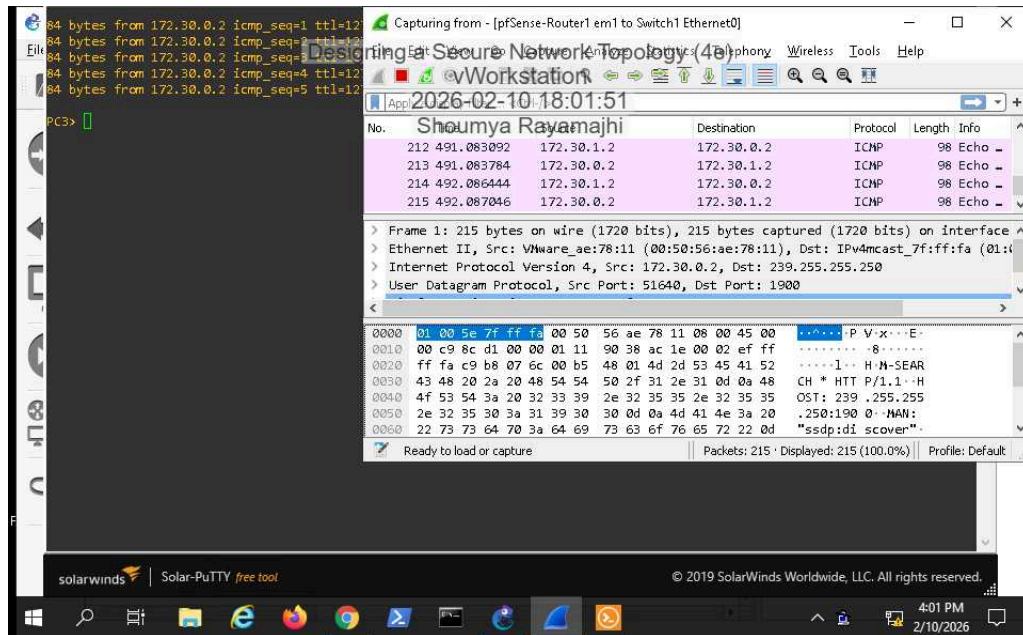 84 bytes from 172.30.0.2 icmp_seq=1 ttl=12
84 bytes from 172.30.0.2 icmp_seq=
84 bytes from 172.30.0.2 icmp_seq=4 ttl=12
84 bytes from 172.30.0.2 icmp_seq=5 ttl=12
PC3>
Capturing from - [pfSense-Router1 em1 to Switch1 Ethernet0]
File Edit Capture Analyze Statistics Telephony Wireless Tools Help
Designing a Secure Network Topology (4e)
vWorkstation
2026-02-10 18:01:51
Shoumya Rayamajhi
No. Destination Protocol Length Info
212 491.083092 172.30.1.2 172.30.0.2 ICMP 98 Echo …
213 491.083784 172.30.0.2 172.30.1.2 ICMP 98 Echo …
214 492.086444 172.30.1.2 172.30.0.2 ICMP 98 Echo …
215 492.087046 172.30.0.2 172.30.1.2 ICMP 98 Echo …
> Frame 1: 215 bytes on wire (1720 bits), 215 bytes captured (1720 bits) on interface
> Ethernet II, Src: VMware_ae:78:11 (00:50:56:ae:78:11), Dst: IPv4mcast_7f:ff:fa (01:
> Internet Protocol Version 4, Src: 172.30.0.2, Dst: 239.255.255.250
> User Datagram Protocol, Src Port: 51640, Dst Port: 1900
0000 01 00 5e 7f ff fa 00 50 56 ae 78 11 08 00 45 00 ··^····P V·x···E·
0010 00 c9 8c d1 00 00 01 11 90 38 ac 1e 00 02 ef ff ········ ·8······
0020 ff fa c9 b8 07 6c 00 b5 48 01 4d 2d 53 45 41 52 ·····l·· H·M-SEAR
0030 43 48 20 2a 20 48 54 54 50 2f 31 2e 31 0d 0a 48 CH * HTT P/1.1··H
0040 4f 53 54 3a 20 32 33 39 2e 32 35 35 2e 32 35 35 OST: 239 .255.255
0050 2e 32 35 30 3a 31 39 30 30 0d 0a 4d 41 4e 3a 20 .250:190 0··MAN:
0060 22 73 73 64 70 3a 64 69 73 63 6f 76 65 72 22 0d "ssdp:di scover"·
Ready to load or capture Packets: 215 · Displayed: 215 (100.0%) Profile: Default
solarwinds Solar-PuTTY free tool © 2019 SolarWinds Worldwide, LLC. All rights reserved.
4:01 PM
2/10/2026